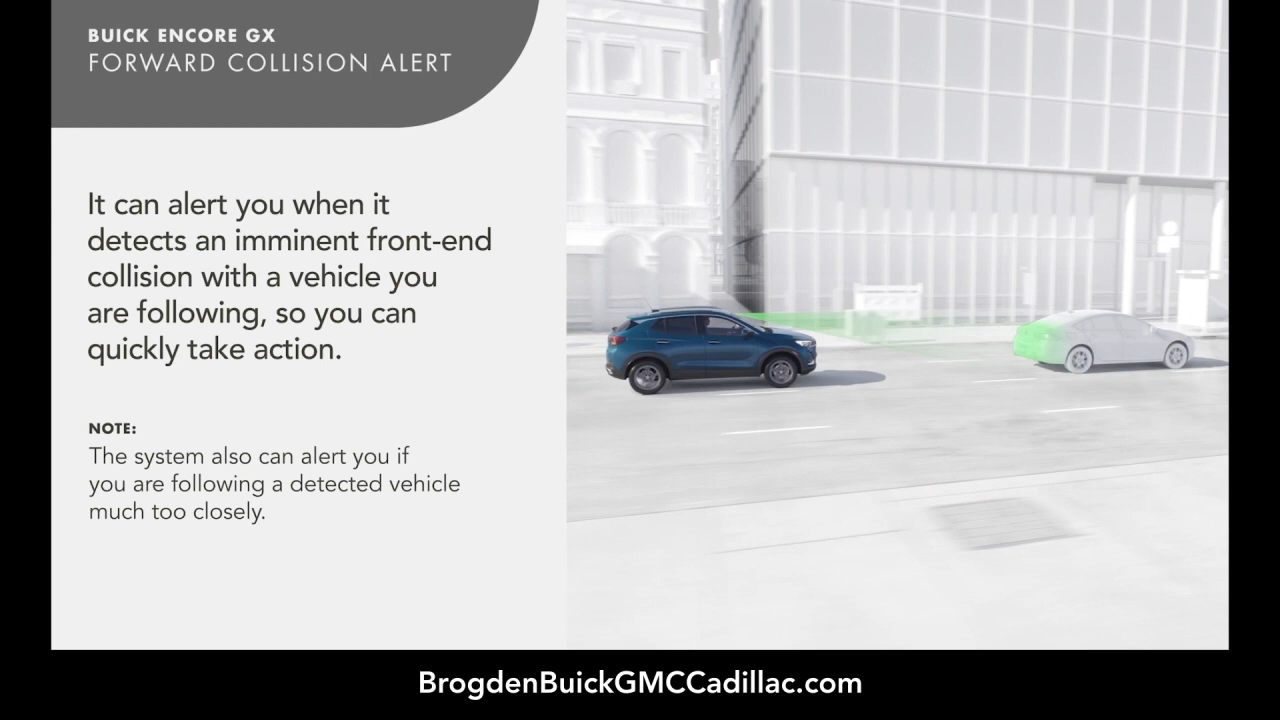 BUICK ENCORE GX
FORWARD COLLISION ALERT
It can alert you when it
detects an imminent front-end
collision with a vehicle you
are following, so you can
quickly take action.
NOTE:
The system also can alert you if
you are following a detected vehicle
much too closely.
BrogdenBuickGMCCadillac.com